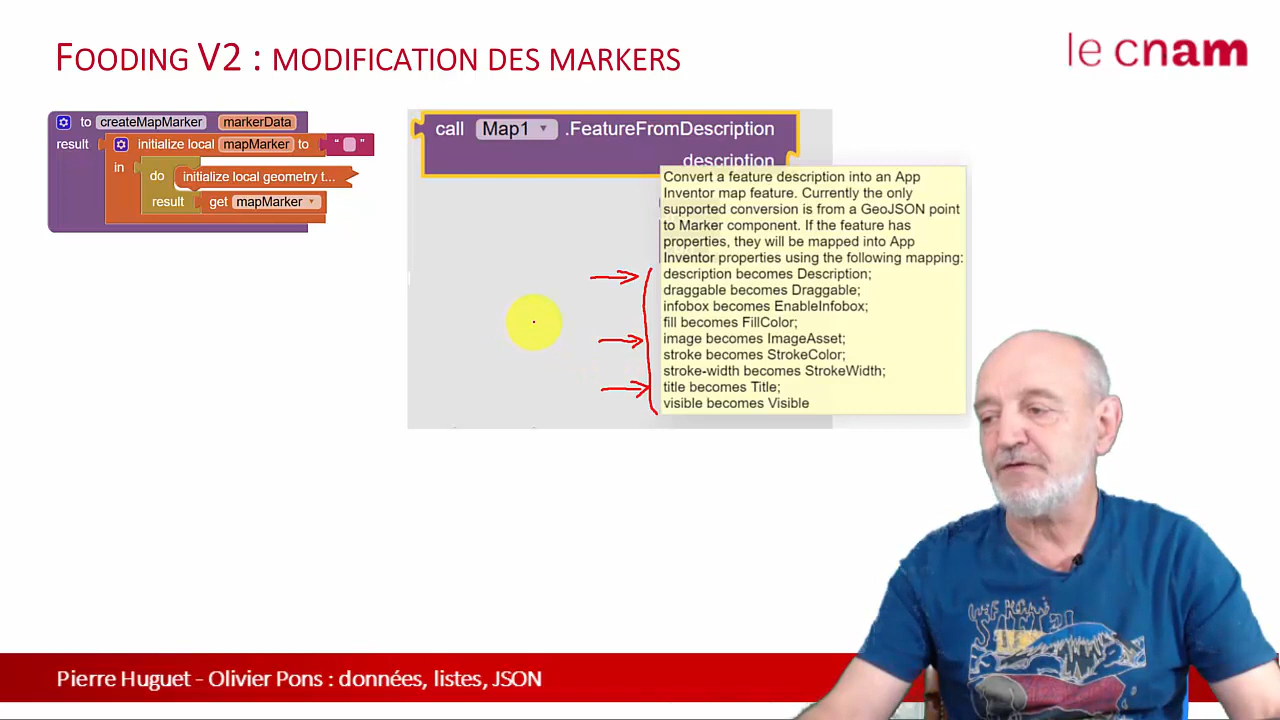 FOODING V2 : MODIFICATION DES MARKERS
le cnam
to createMapMarker markerData
result initialize local mapMarker to " "
in
do initialize local geometry t...
result get mapMarker
call Map1 .FeatureFromDescription
description
Convert a feature description into an App
Inventor map feature. Currently the only
supported conversion is from a GeoJSON point
to Marker component. If the feature has
properties, they will be mapped into App
Inventor properties using the following mapping:
description becomes Description;
draggable becomes Draggable;
infobox becomes EnableInfobox;
fill becomes FillColor;
image becomes ImageAsset;
stroke becomes StrokeColor;
stroke-width becomes StrokeWidth;
title becomes Title;
visible becomes Visible
Pierre Huguet - Olivier Pons : données, listes, JSON